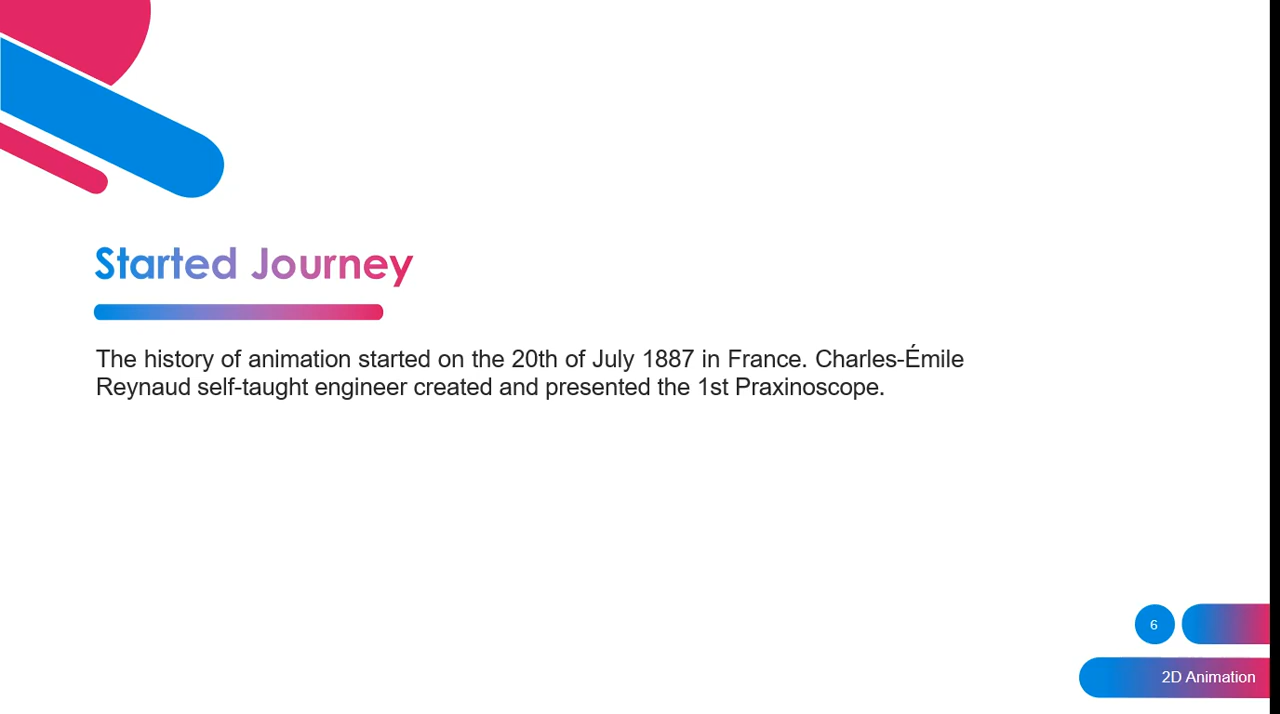 Started Journey
The history of animation started on the 20th of July 1887 in France. Charles-Émile
Reynaud self-taught engineer created and presented the 1st Praxinoscope.
6
2D Animation